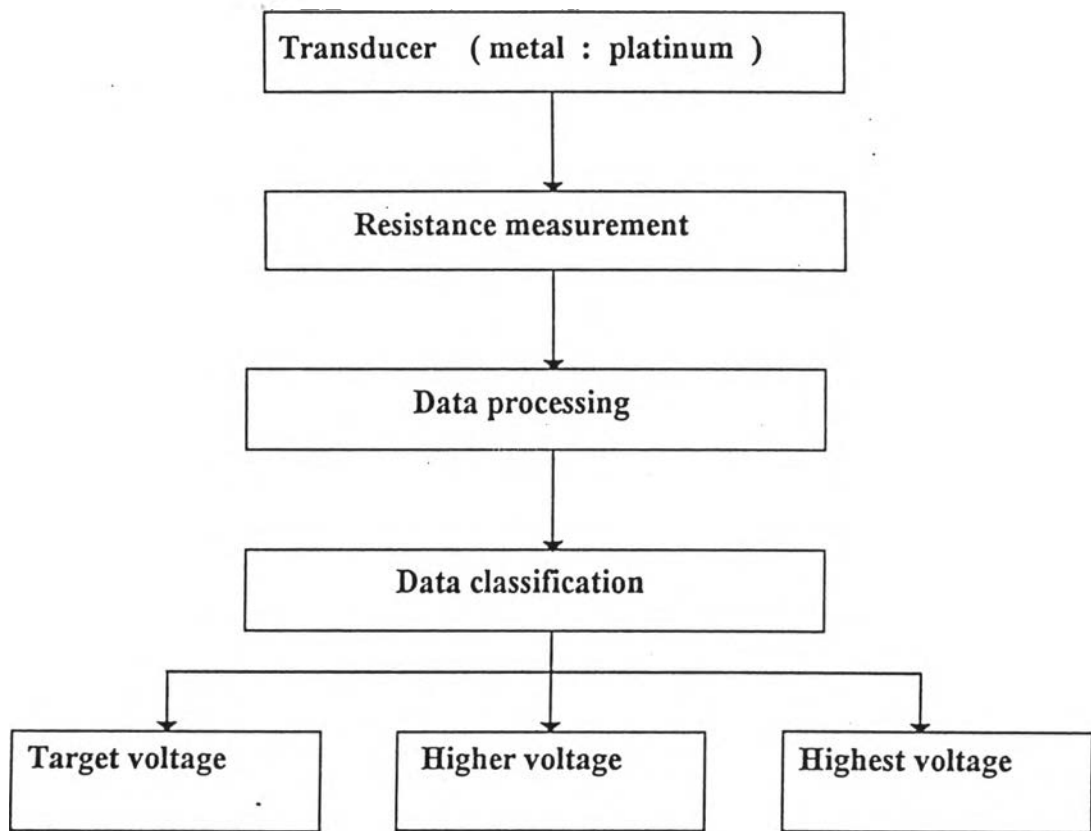 Transducer ( metal : platinum )
Resistance measurement
Data processing
Data classification
Target voltage
Higher voltage
Highest voltage